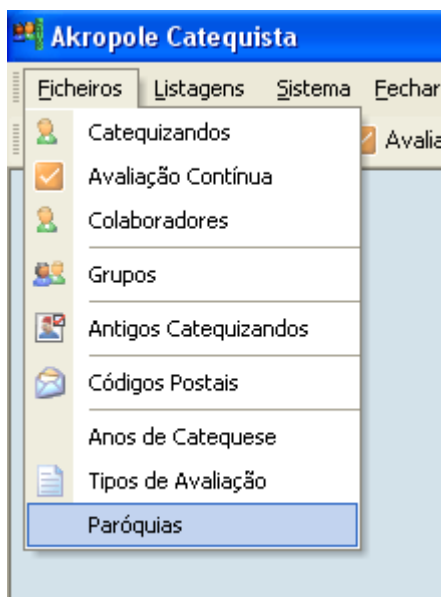 Akropole Catequista
Ficheiros Listagens Sistema Fechar
Catequizandos
Avaliação Contínua
Colaboradores
Grupos
Antigos Catequizandos
Códigos Postais
Anos de Catequese
Tipos de Avaliação
Paróquias